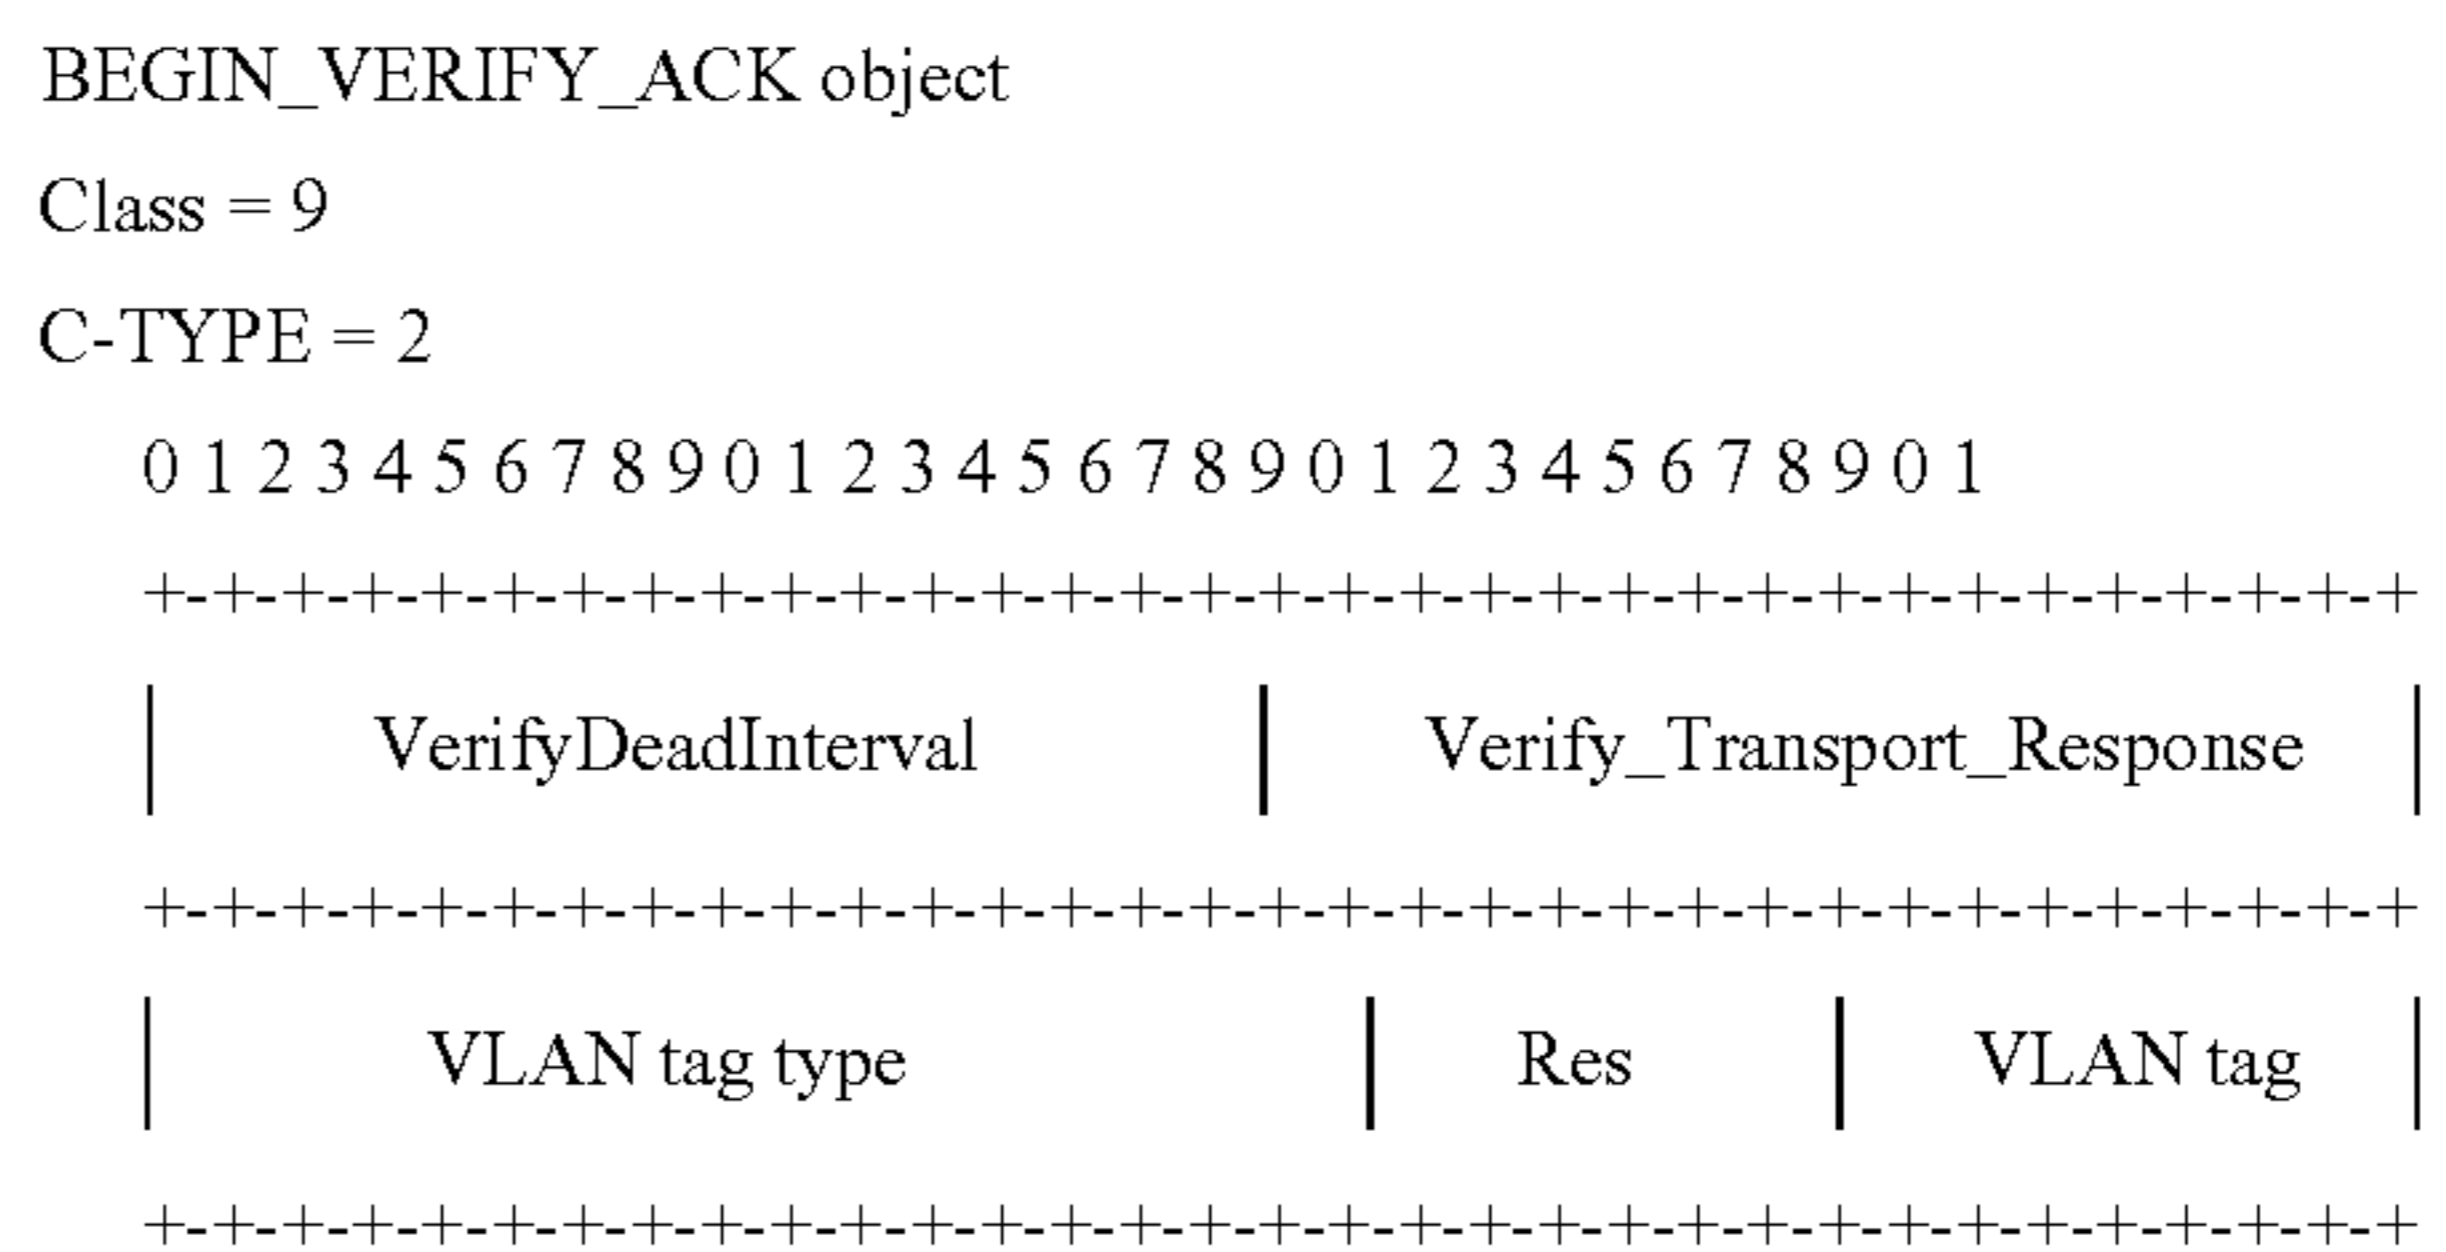 BEGIN_VERIFY_ACK object
Class = 9
C-TYPE = 2
0 1 2 3 4 5 6 7 8 9 0 1 2 3 4 5 6 7 8 9 0 1 2 3 4 5 6 7 8 9 0 1
+-+-+-+-+-+-+-+-+-+-+-+-+-+-+-+-+-+-+-+-+-+-+-+-+-+-+-+-+-+-+-+-+
| VerifyDeadInterval | Verify_Transport_Response |
+-+-+-+-+-+-+-+-+-+-+-+-+-+-+-+-+-+-+-+-+-+-+-+-+-+-+-+-+-+-+-+-+
| VLAN tag type | Res | VLAN tag |
+-+-+-+-+-+-+-+-+-+-+-+-+-+-+-+-+-+-+-+-+-+-+-+-+-+-+-+-+-+-+-+-+